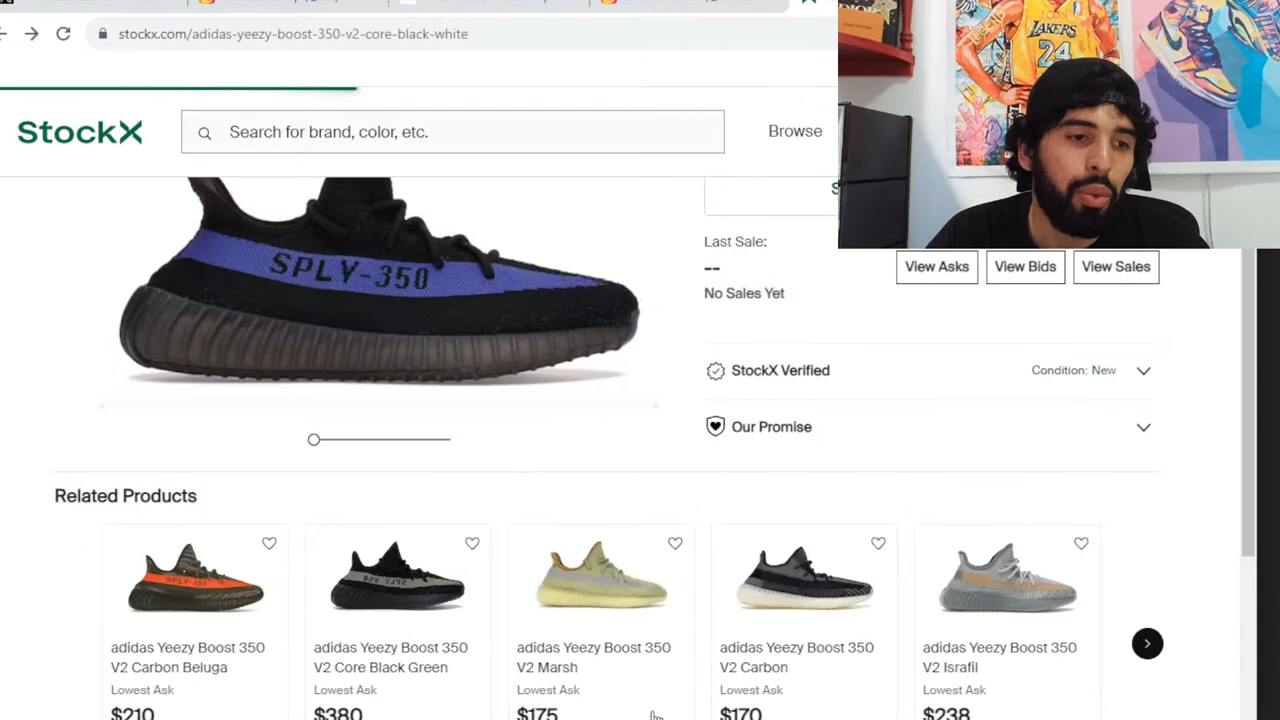 stockx.com/adidas-yeezy-boost-350-v2-core-black-white
LAKERS
24
StockX
Search for brand, color, etc.
Browse
SPLY-350
Last Sale:
--
No Sales Yet
View Asks
View Bids
View Sales
StockX Verified
Condition: New
Our Promise
Related Products
adidas Yeezy Boost 350
V2 Carbon Beluga
Lowest Ask
$210
adidas Yeezy Boost 350
V2 Core Black Green
Lowest Ask
$380
adidas Yeezy Boost 350
V2 Marsh
Lowest Ask
$175
adidas Yeezy Boost 350
V2 Carbon
Lowest Ask
$170
adidas Yeezy Boost 350
V2 Israfil
Lowest Ask
$238